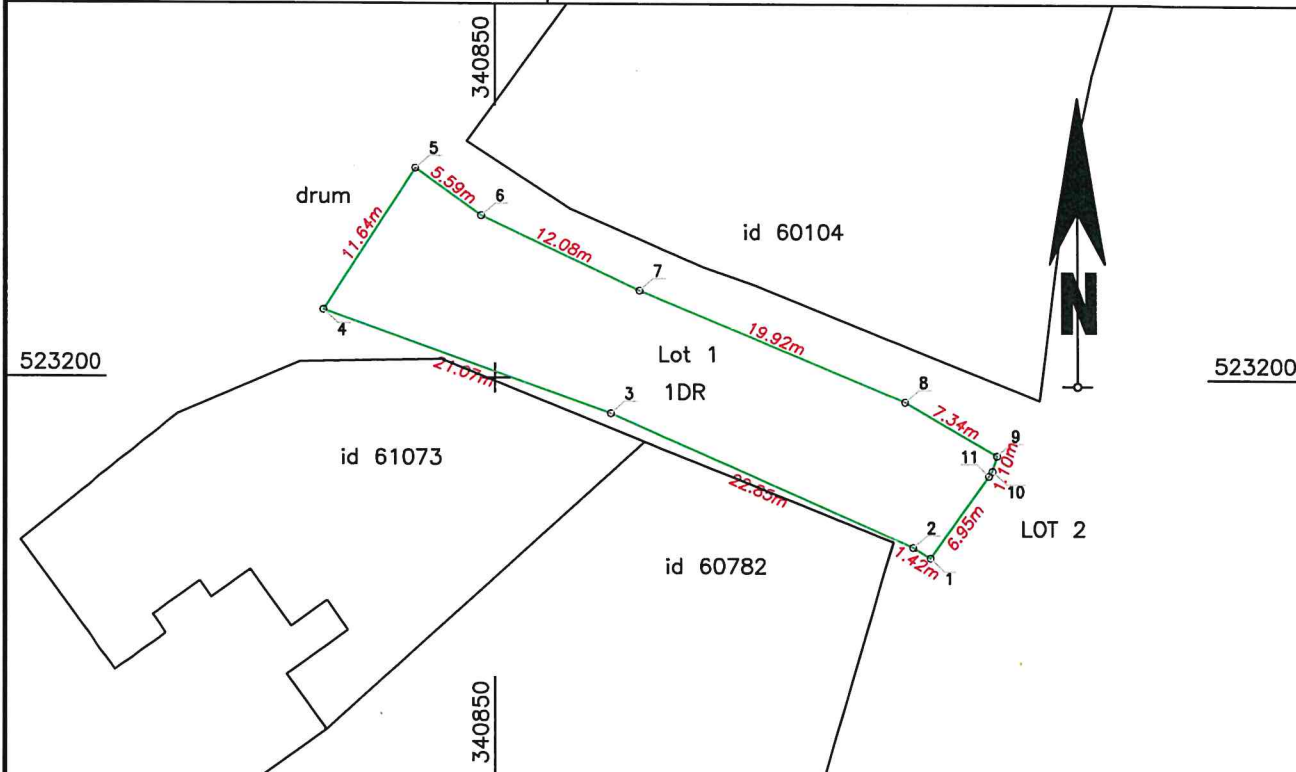 340850
5
5.59m
6
drum
11.64m
12.08m
id 60104
7
N
4
19.92m
523200
Lot 1
523200
21.07m
1DR
3
8
7.34m
9
id 61073
11
1.10m
22.85m
10
6.95m
LOT 2
2
1.42m
id 60782
1
340850